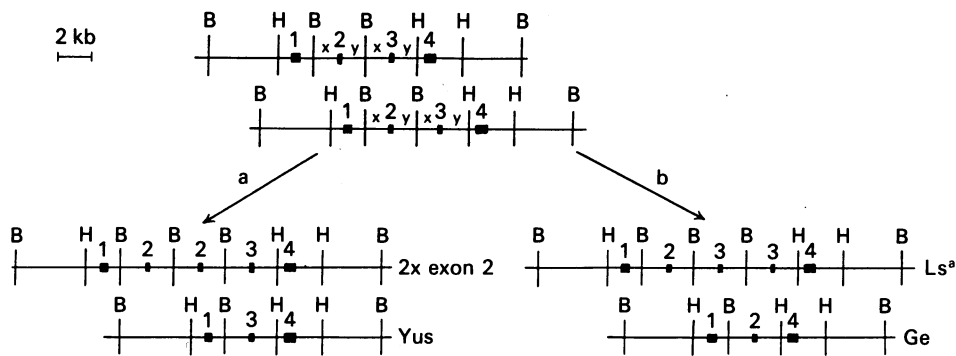 B H B B H H B
2 kb
1 x 2 y x 3 y 4
B H B B H H B
1 x 2 y x 3 y 4
a b
B H B B B H H B
1 2 2 3 4
2x exon 2
B H B B B H H B
1 2 3 3 4
Lsᵃ
B H B H H B
1 3 4
Yus
B H B H H B
1 2 4
Ge